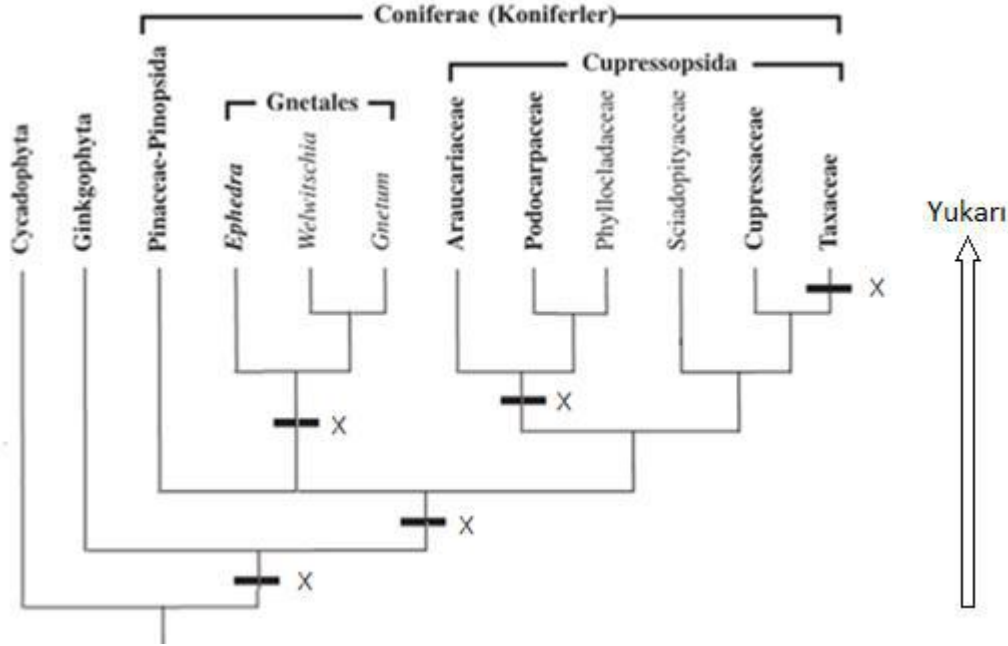 Coniferae (Koniferler)
Cupressopsida
Gnetales
Cycadophyta
Ginkgophyta
Pinaceae-Pinopsida
Ephedra
Welwitschia
Gnetum
Araucariaceae
Podocarpaceae
Phyllocladaceae
Sciadopityaceae
Cupressaceae
Taxaceae
Yukarı
X
X
X
X
X